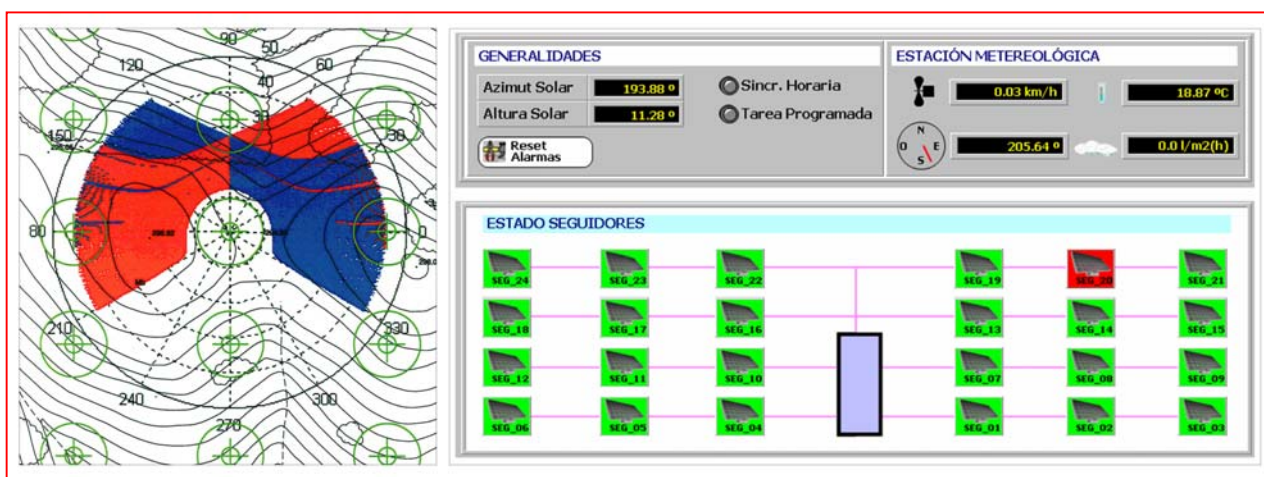 90
50
120
60
40
30
150
30
80
0
210
330
240
300
270
GENERALIDADES
Azimut Solar 193.88 º
Altura Solar 11.28 º
Sincr. Horaria
Tarea Programada
Reset
Alarmas
ESTACIÓN METEREOLÓGICA
0.03 km/h
18.87 ºC
N
O E
S
205.64 º
0.0 l/m2(h)
ESTADO SEGUIDORES
SEG_24 SEG_23 SEG_22 SEG_19 SEG_20 SEG_21
SEG_18 SEG_17 SEG_16 SEG_13 SEG_14 SEG_15
SEG_12 SEG_11 SEG_10 SEG_07 SEG_08 SEG_09
SEG_06 SEG_05 SEG_04 SEG_01 SEG_02 SEG_03